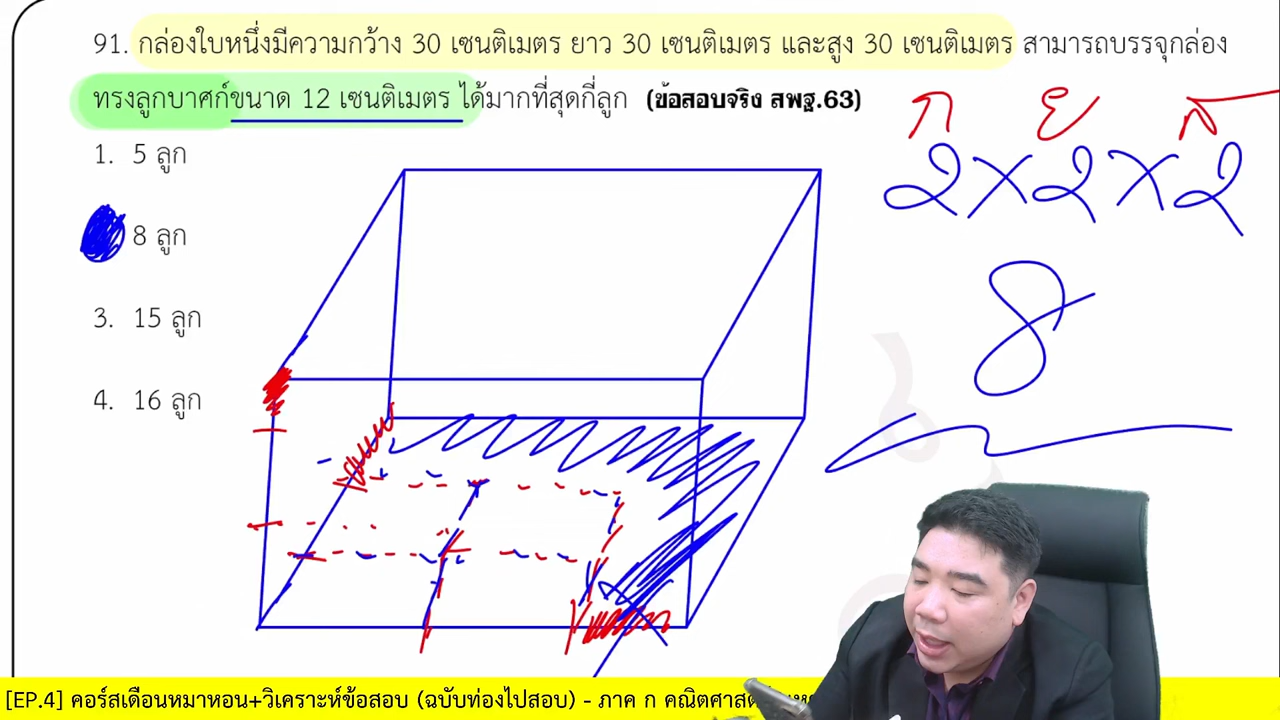 91. กล่องใบหนึ่งมีความกว้าง 30 เซนติเมตร ยาว 30 เซนติเมตร และสูง 30 เซนติเมตร สามารถบรรจุกล่อง
ทรงลูกบาศก์ขนาด 12 เซนติเมตร ได้มากที่สุดกี่ลูก (ข้อสอบจริง สพฐ.63)
ก ย ส
2 × 2 × 2
8
1. 5 ลูก
8 ลูก
3. 15 ลูก
4. 16 ลูก
[EP.4] คอร์สเดือนหมาหอน+วิเคราะห์ข้อสอบ (ฉบับท่องไปสอบ) - ภาค ก